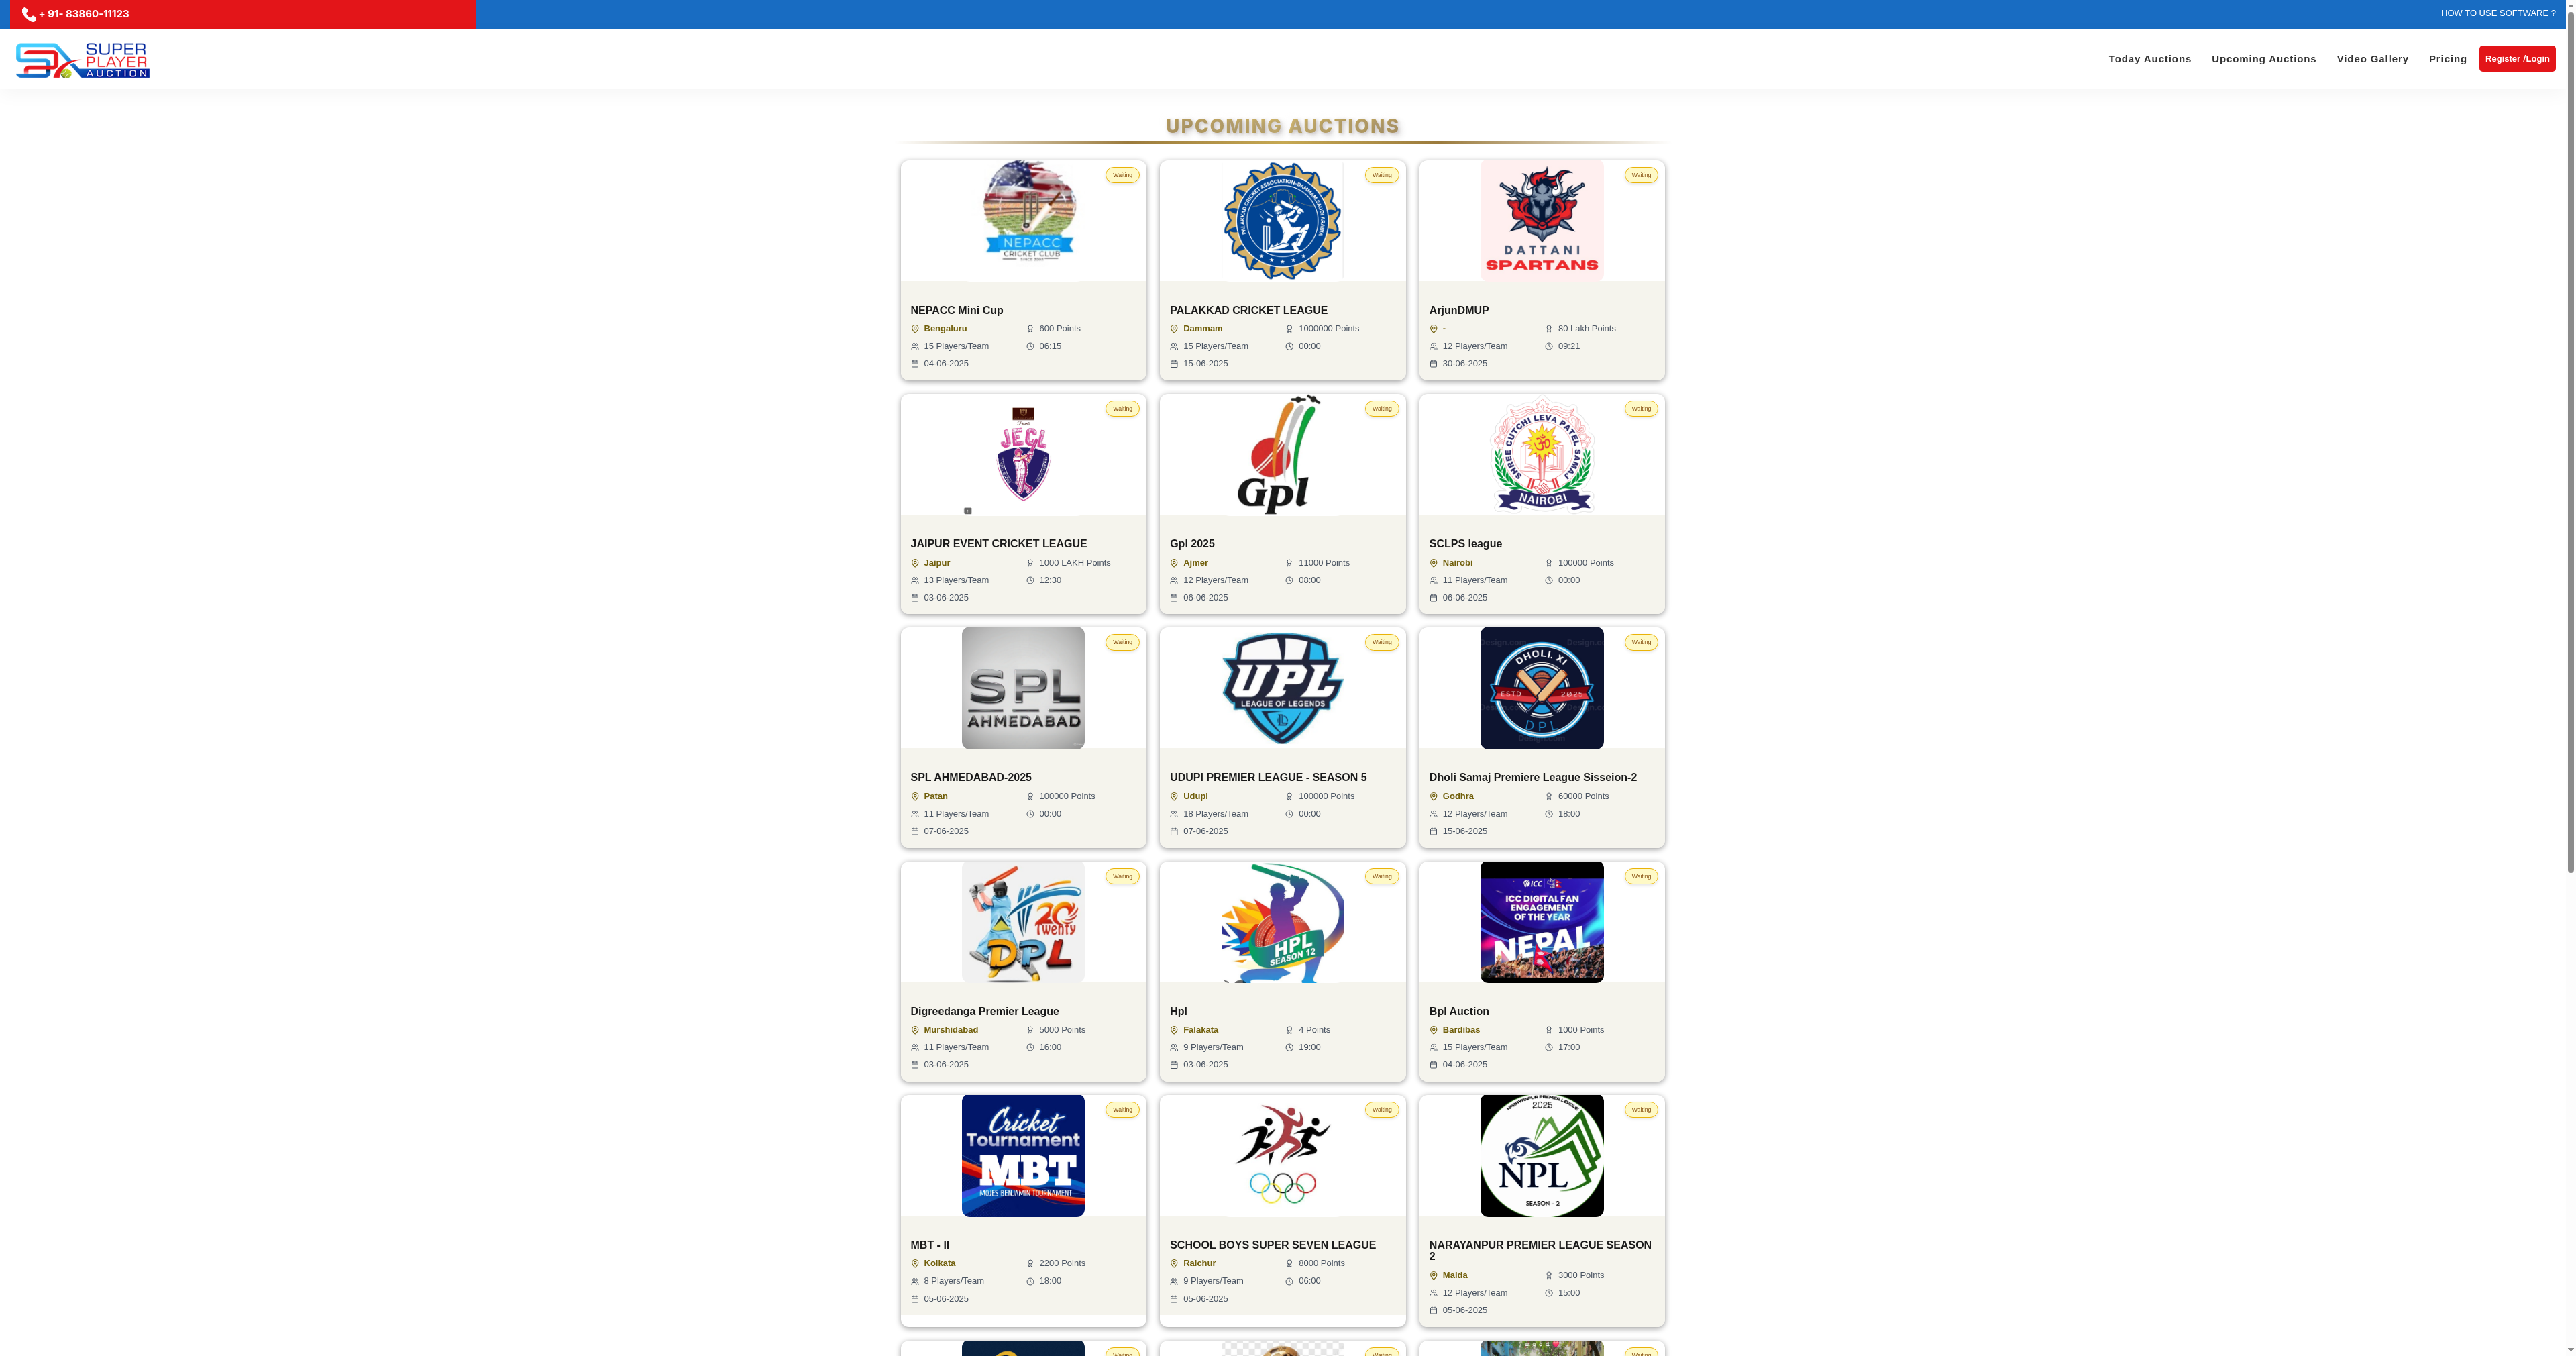 + 91- 83860-11123
HOW TO USE SOFTWARE ?
SUPER
PLAYER
AUCTION
Today Auctions
Upcoming Auctions
Video Gallery
Pricing
Register /Login
UPCOMING AUCTIONS
Waiting
NEPACC
CRICKET CLUB
NEPACC Mini Cup
Bengaluru
600 Points
15 Players/Team
06:15
04-06-2025
Waiting
PALAKKAD CRICKET ASSOCIATION-DAMMAM, SAUDI ARABIA
PALAKKAD CRICKET LEAGUE
Dammam
1000000 Points
15 Players/Team
00:00
15-06-2025
Waiting
DATTANI
SPARTANS
ArjunDMUP
-
80 Lakh Points
12 Players/Team
09:21
30-06-2025
Waiting
JECL
JAIPUR EVENT CRICKET LEAGUE
Jaipur
1000 LAKH Points
13 Players/Team
12:30
03-06-2025
Waiting
Gpl
Gpl 2025
Ajmer
11000 Points
12 Players/Team
08:00
06-06-2025
Waiting
SHREE CUTCHI LEVA PATEL SAMAJ
ॐ
NAIROBI
SCLPS league
Nairobi
100000 Points
11 Players/Team
00:00
06-06-2025
Waiting
SPL
AHMEDABAD
SPL AHMEDABAD-2025
Patan
100000 Points
11 Players/Team
00:00
07-06-2025
Waiting
UPL
LEAGUE OF LEGENDS
UDUPI PREMIER LEAGUE - SEASON 5
Udupi
100000 Points
18 Players/Team
00:00
07-06-2025
Waiting
DHOLI. XI
ESTD 2025
DPL
Dholi Samaj Premiere League Sisseion-2
Godhra
60000 Points
12 Players/Team
18:00
15-06-2025
Waiting
20
Twenty
DPL
Digreedanga Premier League
Murshidabad
5000 Points
11 Players/Team
16:00
03-06-2025
Waiting
HPL
SEASON 12
Hpl
Falakata
4 Points
9 Players/Team
19:00
03-06-2025
Waiting
ICC
ICC DIGITAL FAN
ENGAGEMENT
OF THE YEAR
NEPAL
Bpl Auction
Bardibas
1000 Points
15 Players/Team
17:00
04-06-2025
Waiting
Cricket
Tournament
MBT
MOJES BENJAMIN TOURNAMENT
MBT - II
Kolkata
2200 Points
8 Players/Team
18:00
05-06-2025
Waiting
SCHOOL BOYS SUPER SEVEN LEAGUE
Raichur
8000 Points
9 Players/Team
06:00
05-06-2025
Waiting
NARAYANPUR PREMIER LEAGUE
2025
NPL
SEASON - 2
NARAYANPUR PREMIER LEAGUE SEASON
2
Malda
3000 Points
12 Players/Team
15:00
05-06-2025
Waiting
Waiting
Waiting